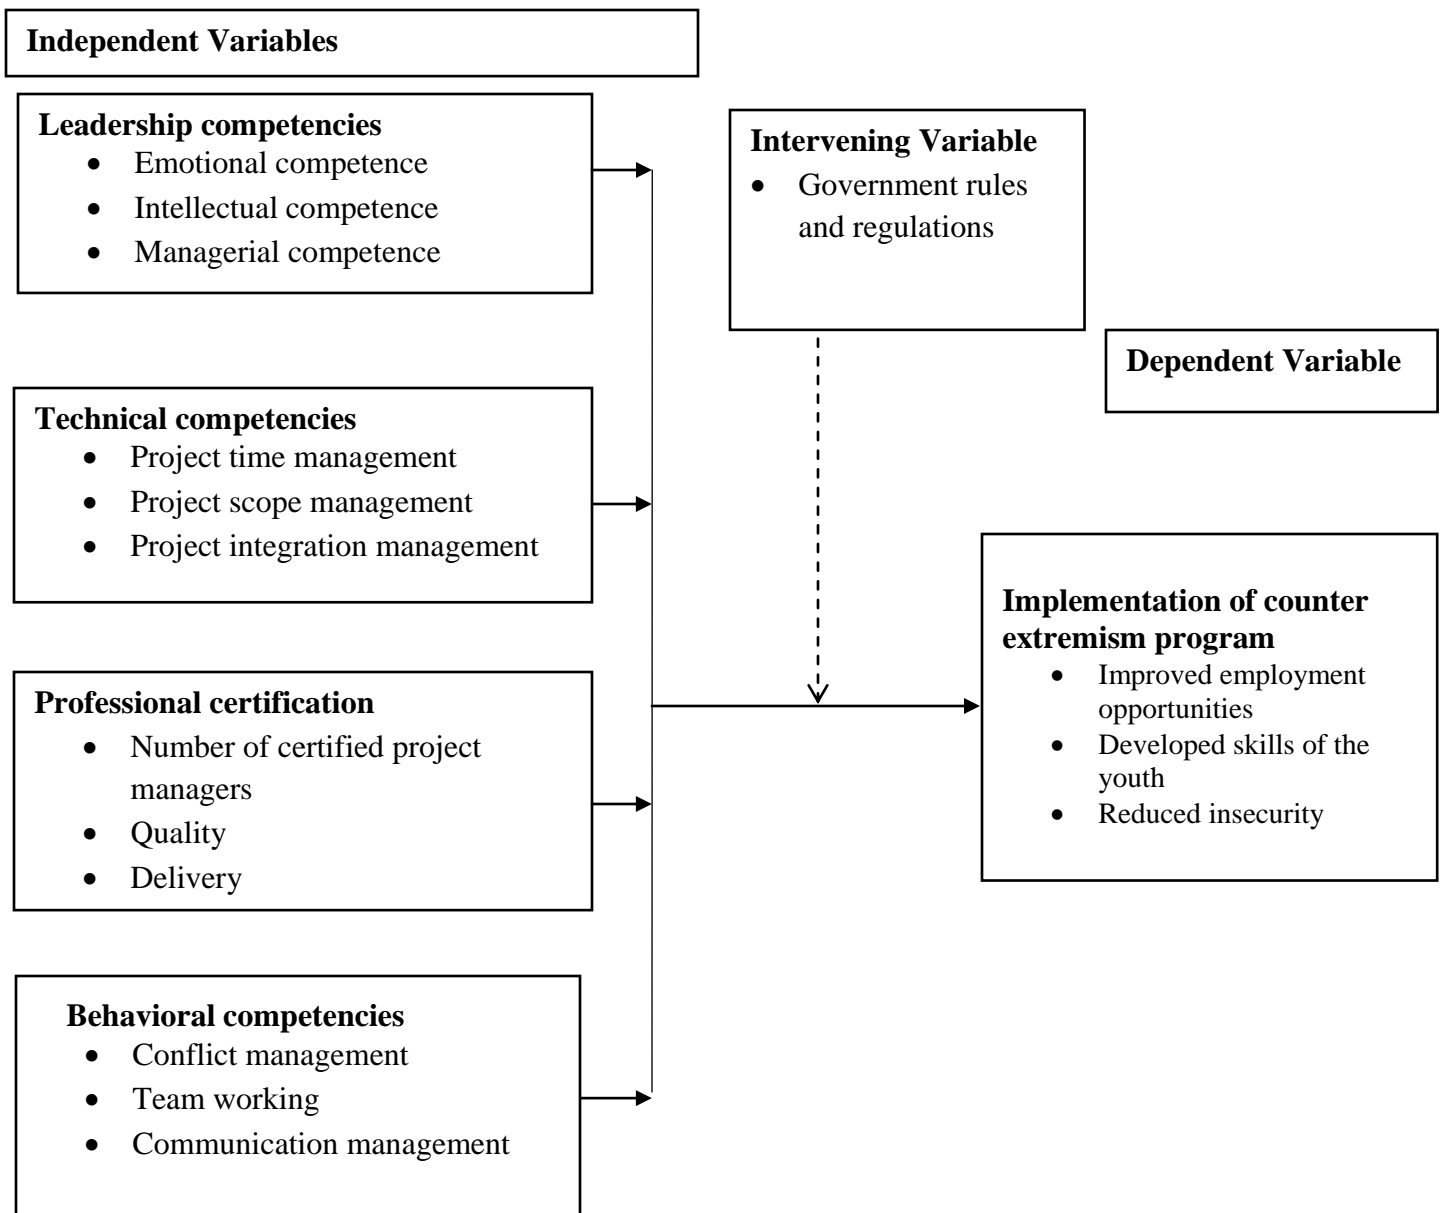 Independent Variables
Leadership competencies
• Emotional competence
• Intellectual competence
• Managerial competence
Intervening Variable
• Government rules
and regulations
Dependent Variable
Technical competencies
• Project time management
• Project scope management
• Project integration management
Implementation of counter
extremism program
• Improved employment
opportunities
• Developed skills of the
youth
• Reduced insecurity
Professional certification
• Number of certified project
managers
• Quality
• Delivery
Behavioral competencies
• Conflict management
• Team working
• Communication management